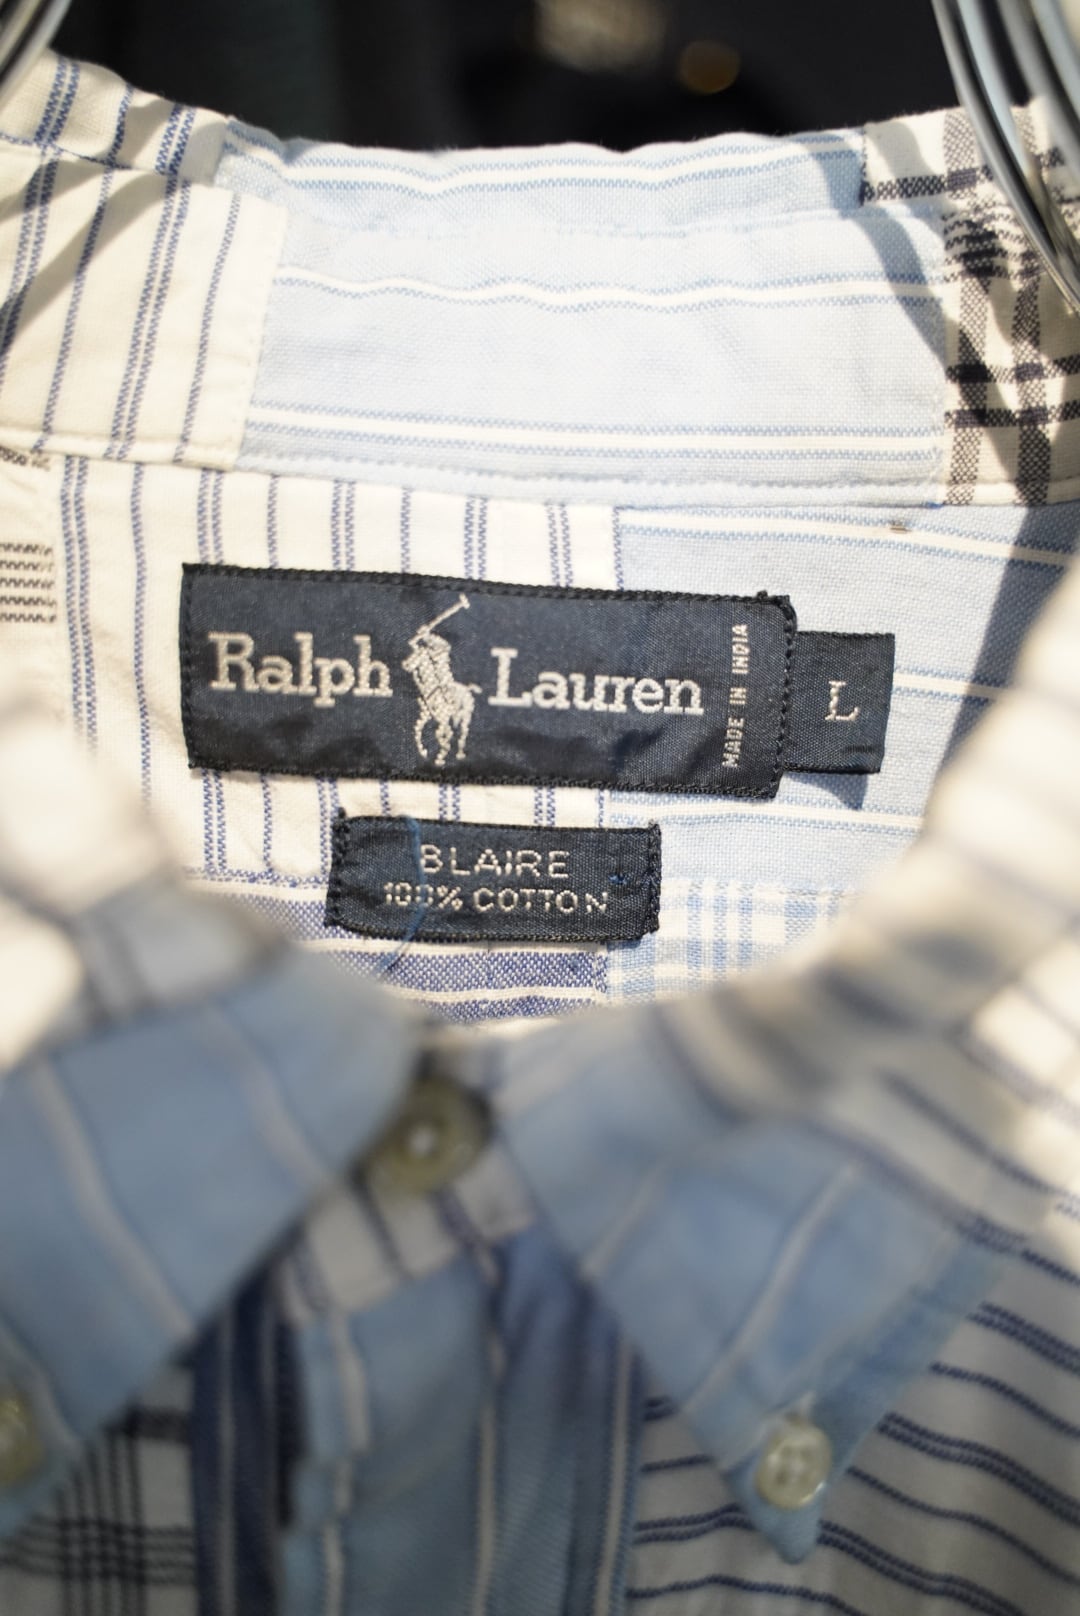 Ralph Lauren
MADE IN INDIA
L
BLAIRE
100% COTTON